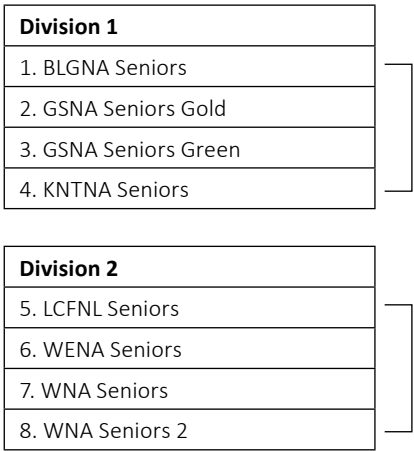 Division 1
1. BLGNA Seniors
2. GSNA Seniors Gold
3. GSNA Seniors Green
4. KNTNA Seniors
Division 2
5. LCFNL Seniors
6. WENA Seniors
7. WNA Seniors
8. WNA Seniors 2